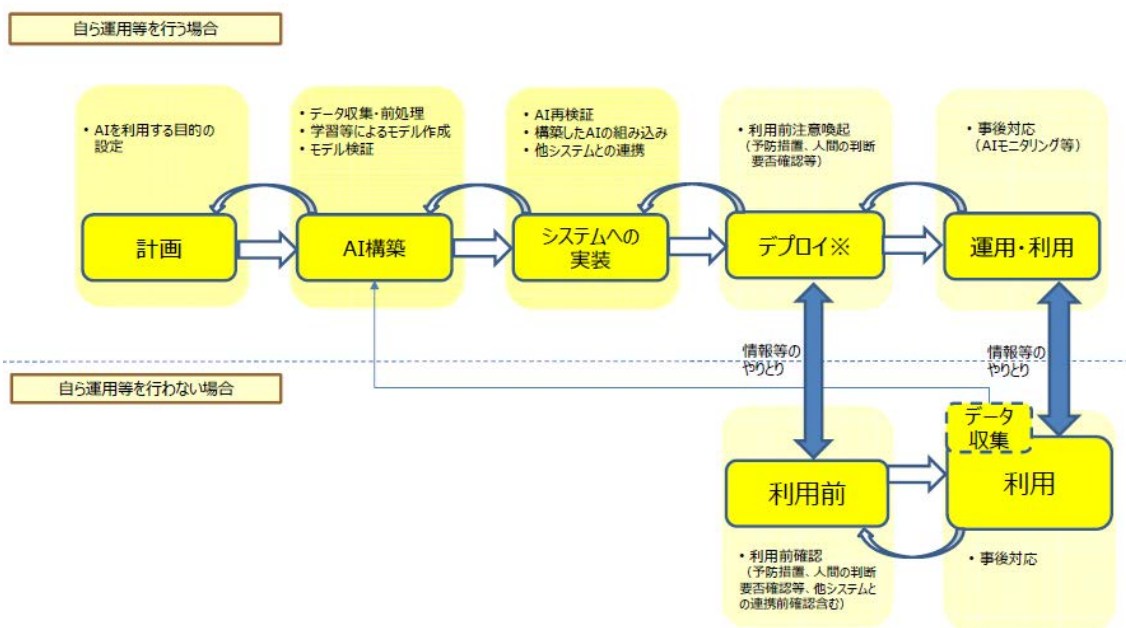 自ら運用等を行う場合
・AIを利用する目的の
設定
・データ収集・前処理
・学習等によるモデル作成
・モデル検証
・AI再検証
・構築したAIの組み込み
・他システムとの連携
・利用前注意喚起
（予防措置、人間の判断
要否確認等）
・事後対応
（AIモニタリング等）
計画
AI構築
システムへの
実装
デプロイ※
運用・利用
情報等の
やりとり
情報等の
やりとり
自ら運用等を行わない場合
データ
収集
利用前
利用
・利用前確認
（予防措置、人間の判断
要否確認等、他システムと
の連携前確認含む）
・事後対応